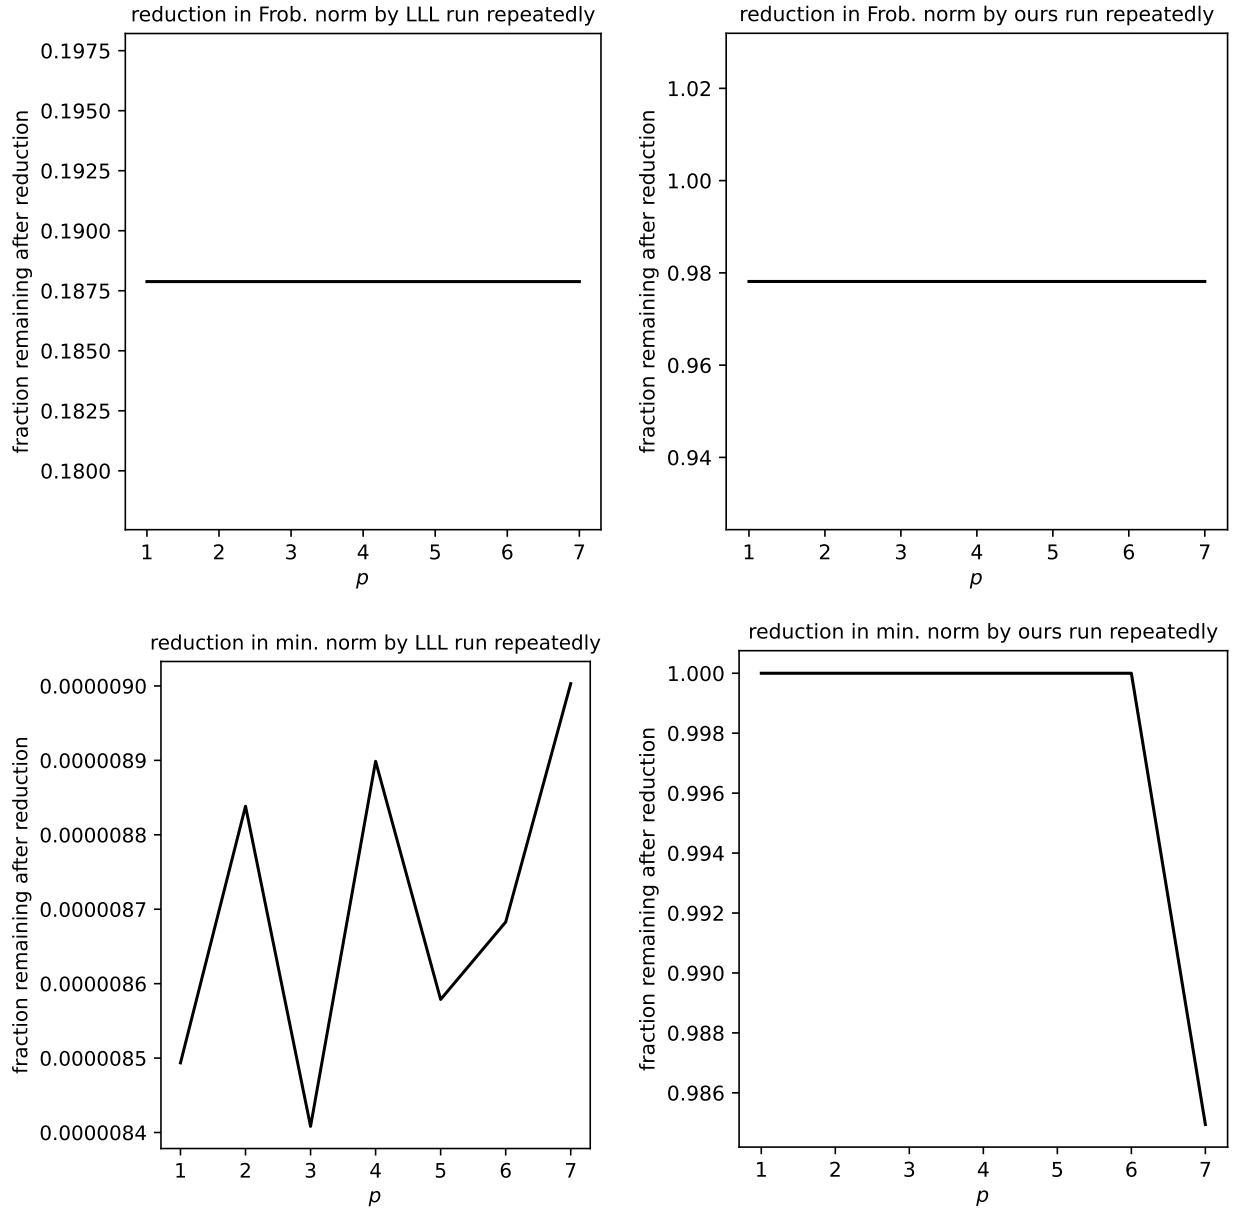 reduction in Frob. norm by LLL run repeatedly
fraction remaining after reduction
0.1975
0.1950
0.1925
0.1900
0.1875
0.1850
0.1825
0.1800
1 2 3 4 5 6 7
p
reduction in Frob. norm by ours run repeatedly
fraction remaining after reduction
1.02
1.00
0.98
0.96
0.94
1 2 3 4 5 6 7
p
reduction in min. norm by LLL run repeatedly
fraction remaining after reduction
0.0000090
0.0000089
0.0000088
0.0000087
0.0000086
0.0000085
0.0000084
1 2 3 4 5 6 7
p
reduction in min. norm by ours run repeatedly
fraction remaining after reduction
1.000
0.998
0.996
0.994
0.992
0.990
0.988
0.986
1 2 3 4 5 6 7
p